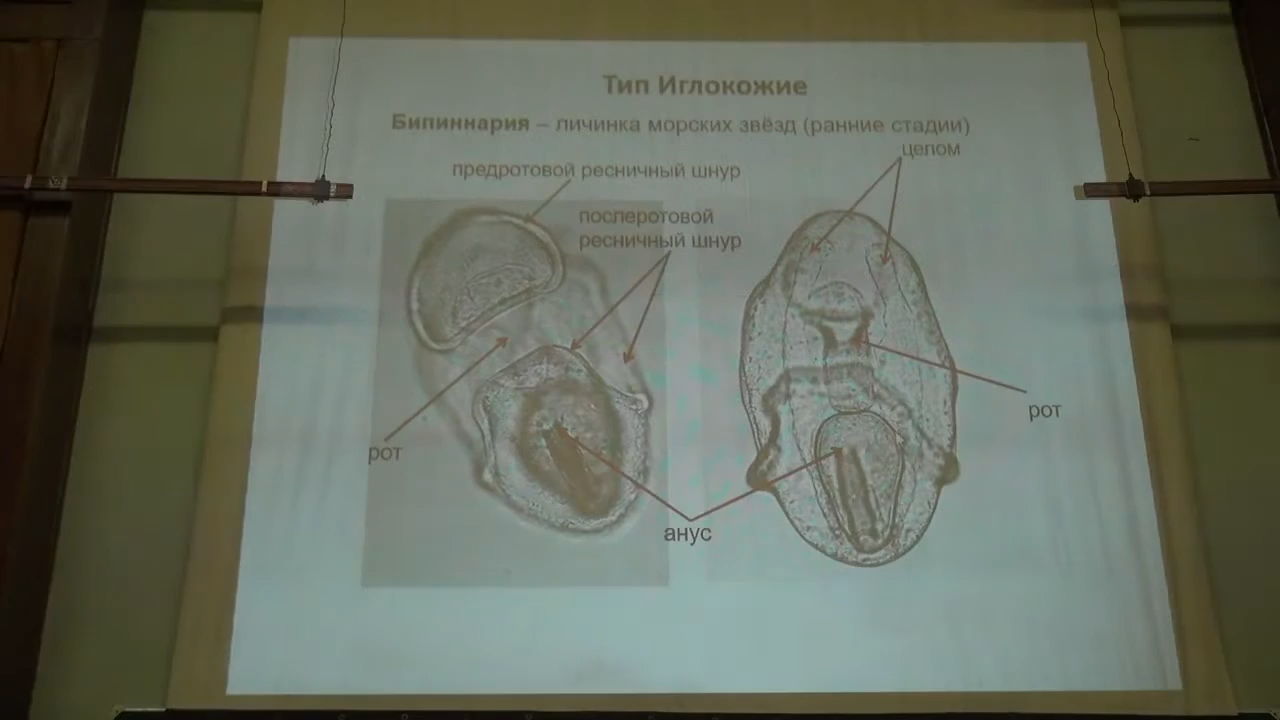 Тип Иглокожие
Бипиннария – личинка морских звёзд (ранние стадии)
целом
предротовой ресничный шнур
послеротовой
ресничный шнур
рот
рот
анус